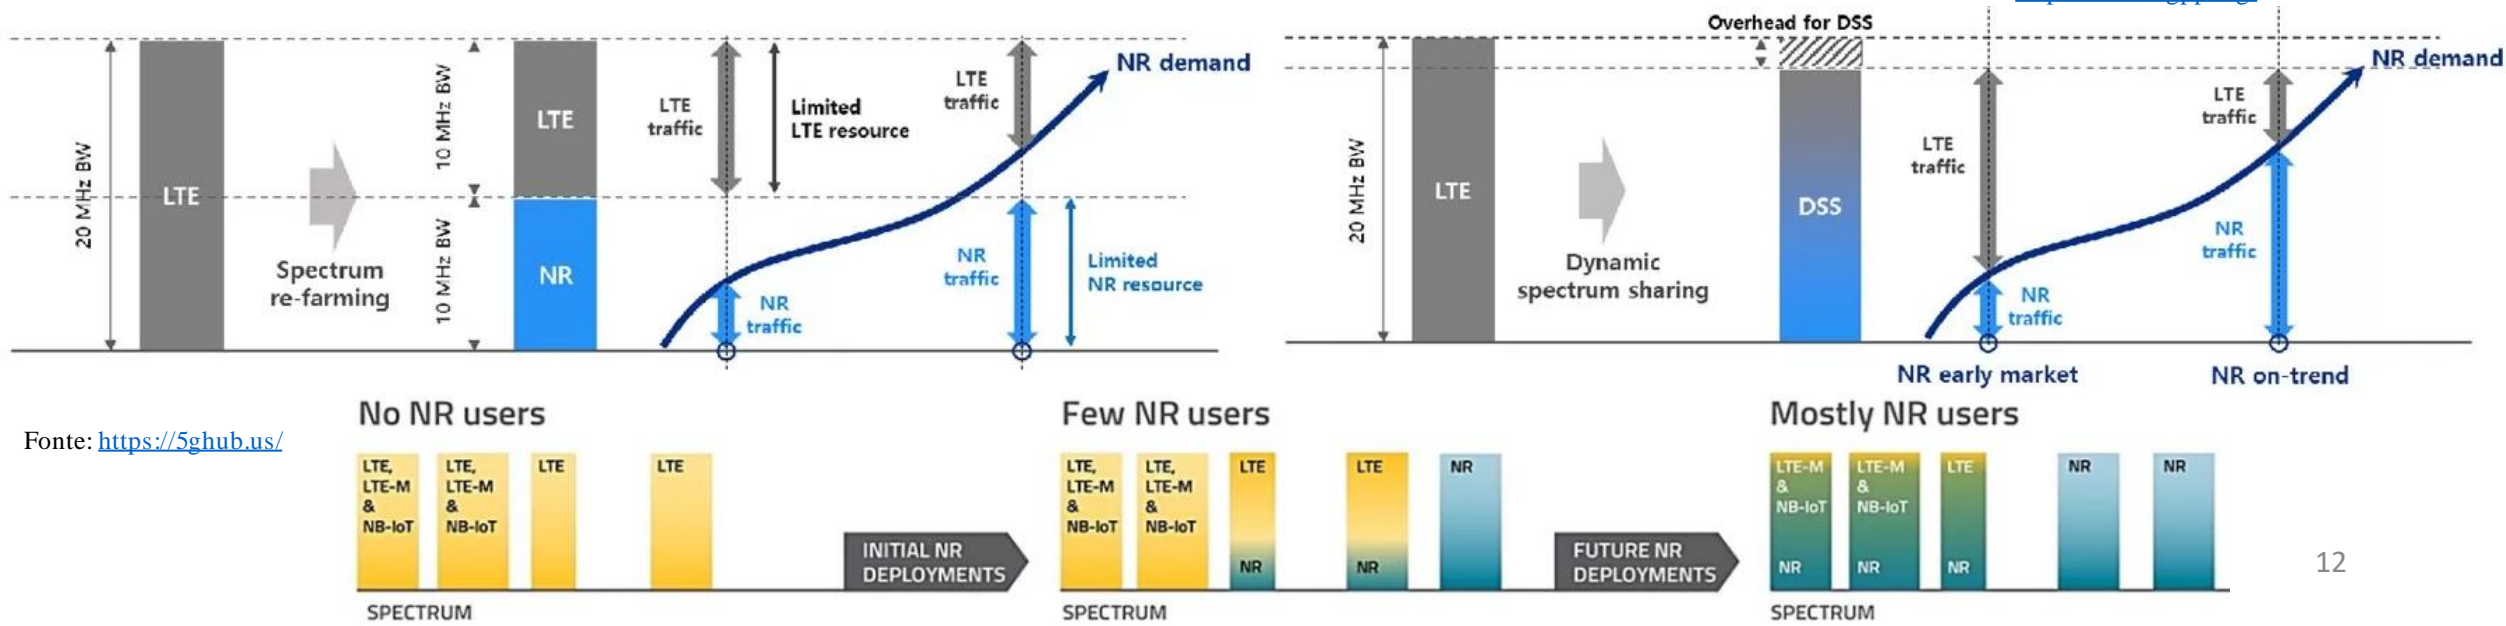 20 MHz BW
LTE
Spectrum
re-farming
10 MHz BW
10 MHz BW
LTE
NR
LTE
traffic
Limited
LTE resource
NR
traffic
LTE
traffic
NR
traffic
Limited
NR resource
NR demand
Overhead for DSS
20 MHz BW
LTE
Dynamic
spectrum sharing
DSS
LTE
traffic
NR
traffic
LTE
traffic
NR
traffic
NR demand
NR early market
NR on-trend
Fonte: https://5ghub.us/
No NR users
LTE,
LTE-M
&
NB-IoT
LTE,
LTE-M
&
NB-IoT
LTE
LTE
SPECTRUM
INITIAL NR
DEPLOYMENTS
Few NR users
LTE,
LTE-M
&
NB-IoT
LTE,
LTE-M
&
NB-IoT
LTE
NR
LTE
NR
NR
SPECTRUM
FUTURE NR
DEPLOYMENTS
Mostly NR users
LTE-M
&
NB-IoT
NR
LTE-M
&
NB-IoT
NR
LTE
NR
NR
NR
SPECTRUM
12